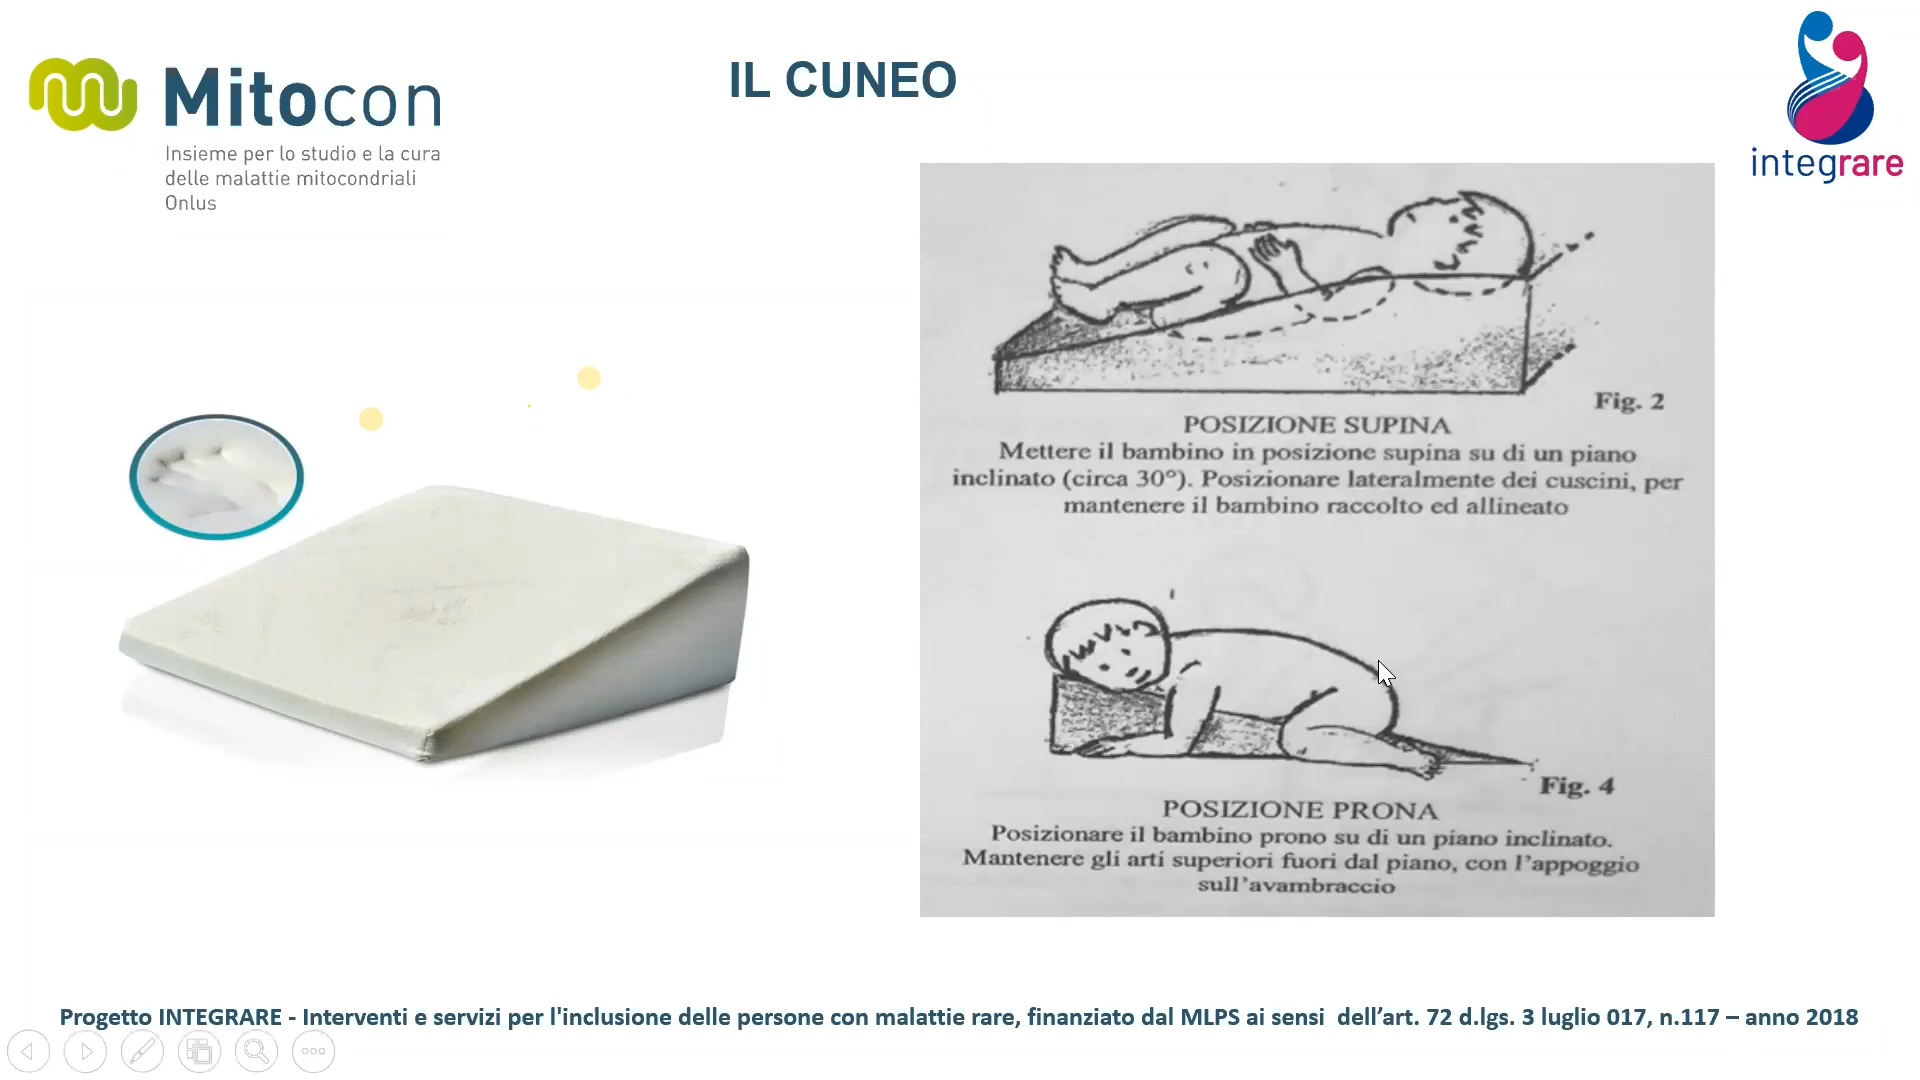 IL CUNEO
Mitocon
Insieme per lo studio e la cura
delle malattie mitocondriali
Onlus
integrare
Fig. 2
POSIZIONE SUPINA
Mettere il bambino in posizione supina su di un piano
inclinato (circa 30°). Posizionare lateralmente dei cuscini, per
mantenere il bambino raccolto ed allineato
Fig. 4
POSIZIONE PRONA
Posizionare il bambino prono su di un piano inclinato.
Mantenere gli arti superiori fuori dal piano, con l'appoggio
sull'avambraccio
Progetto INTEGRARE - Interventi e servizi per l'inclusione delle persone con malattie rare, finanziato dal MLPS ai sensi  dell’art. 72 d.lgs. 3 luglio 017, n.117 – anno 2018